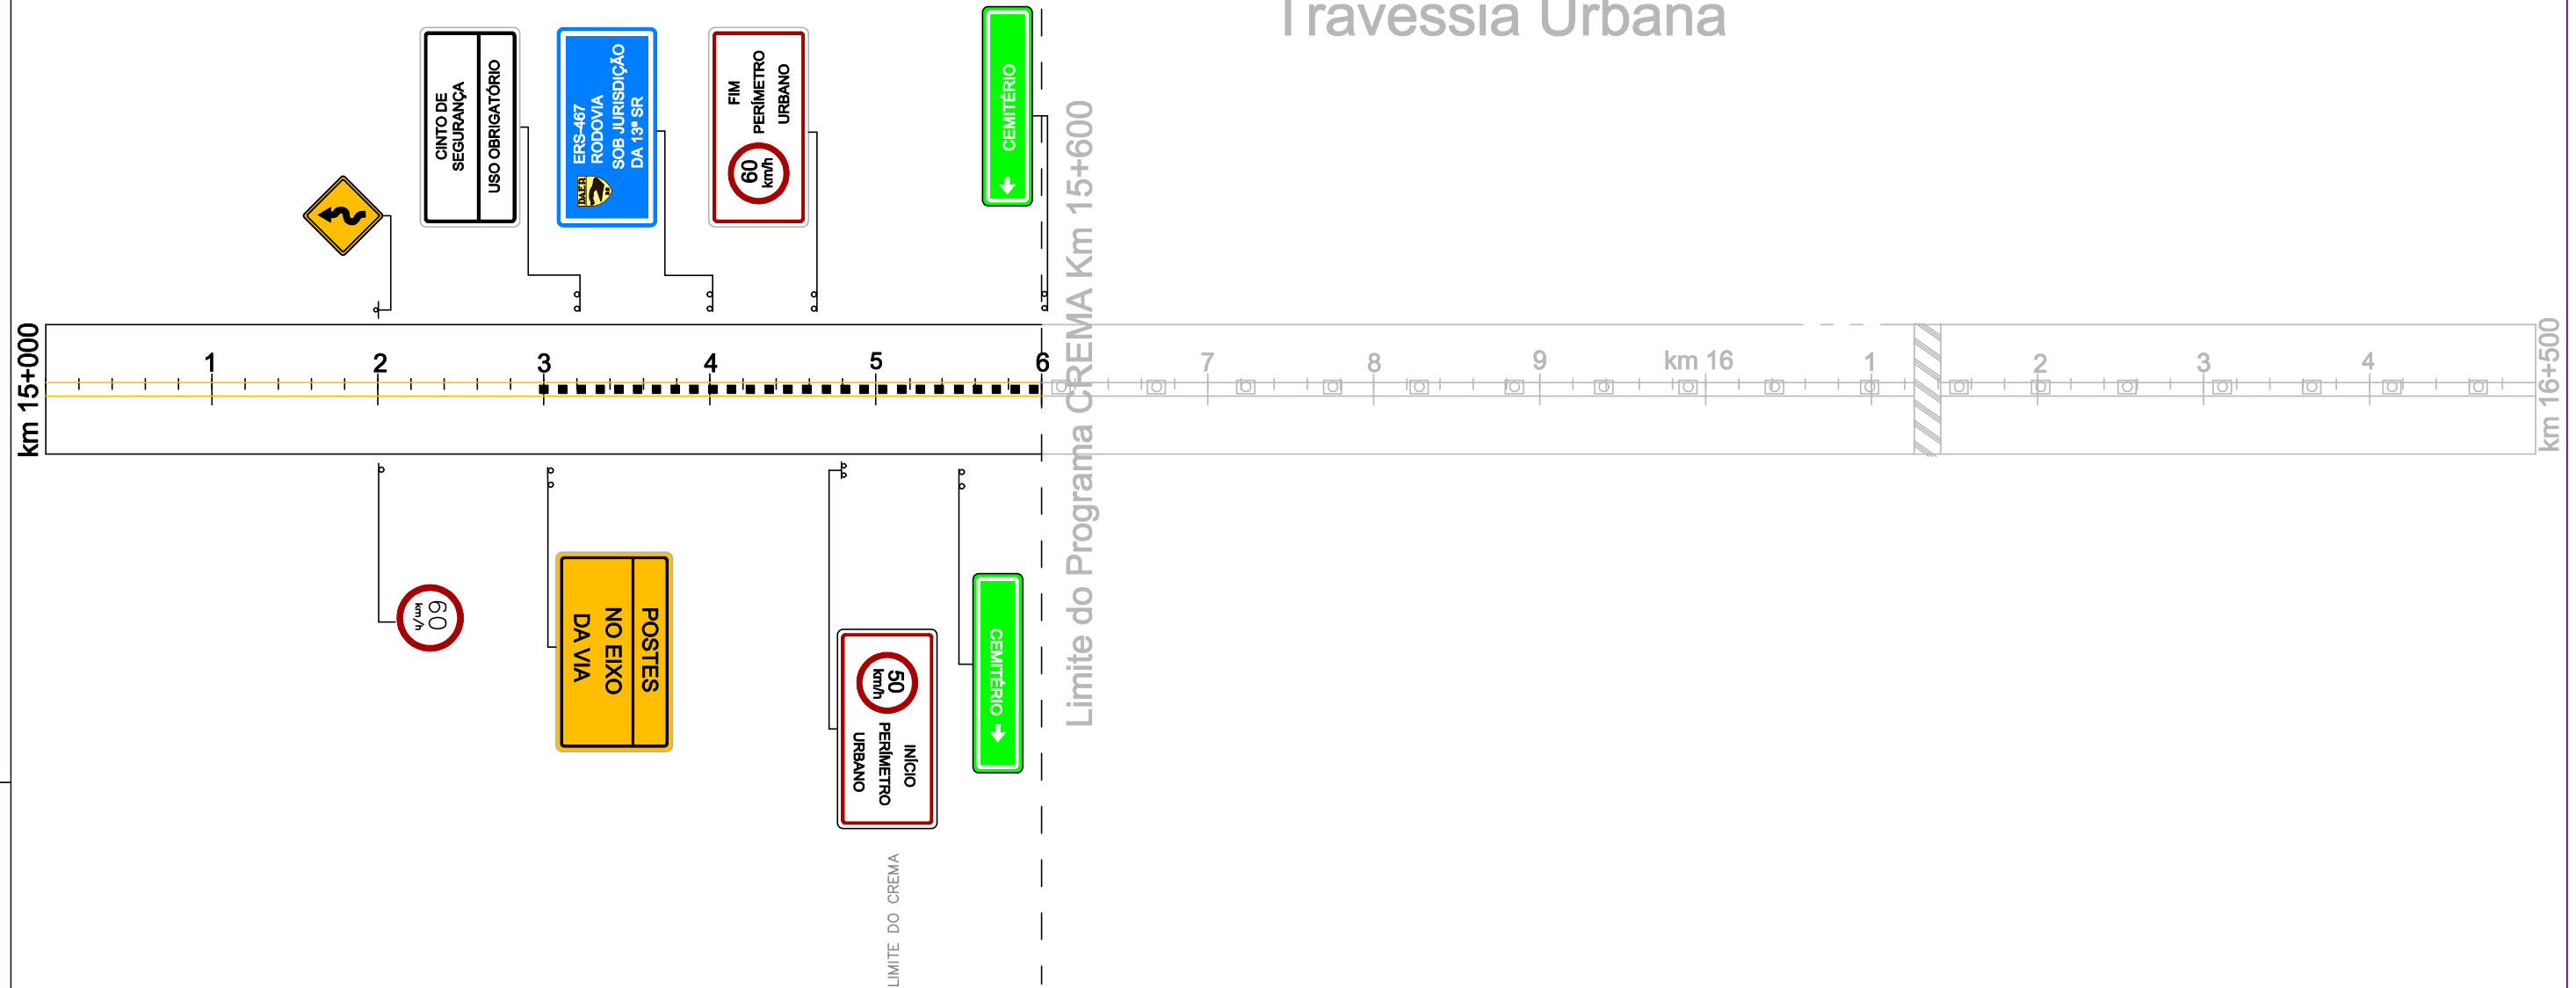 Travessia Urbana
CINTO DE
SEGURANÇA
USO OBRIGATÓRIO
ERS-467
RODOVIA
SOB JURISDIÇÃO
DA 13ª SR
DAER
FIM
PERÍMETRO
URBANO
60
km/h
CEMITÉRIO
Limite do Programa CREMA Km 15+600
km 15+000
1 2 3 4 5 6 7 8 9 km 16 1 2 3 4
km 16+500
60
km/h
POSTES
NO EIXO
DA VIA
50
km/h
INÍCIO
PERÍMETRO
URBANO
CEMITÉRIO
LIMITE DO CREMA